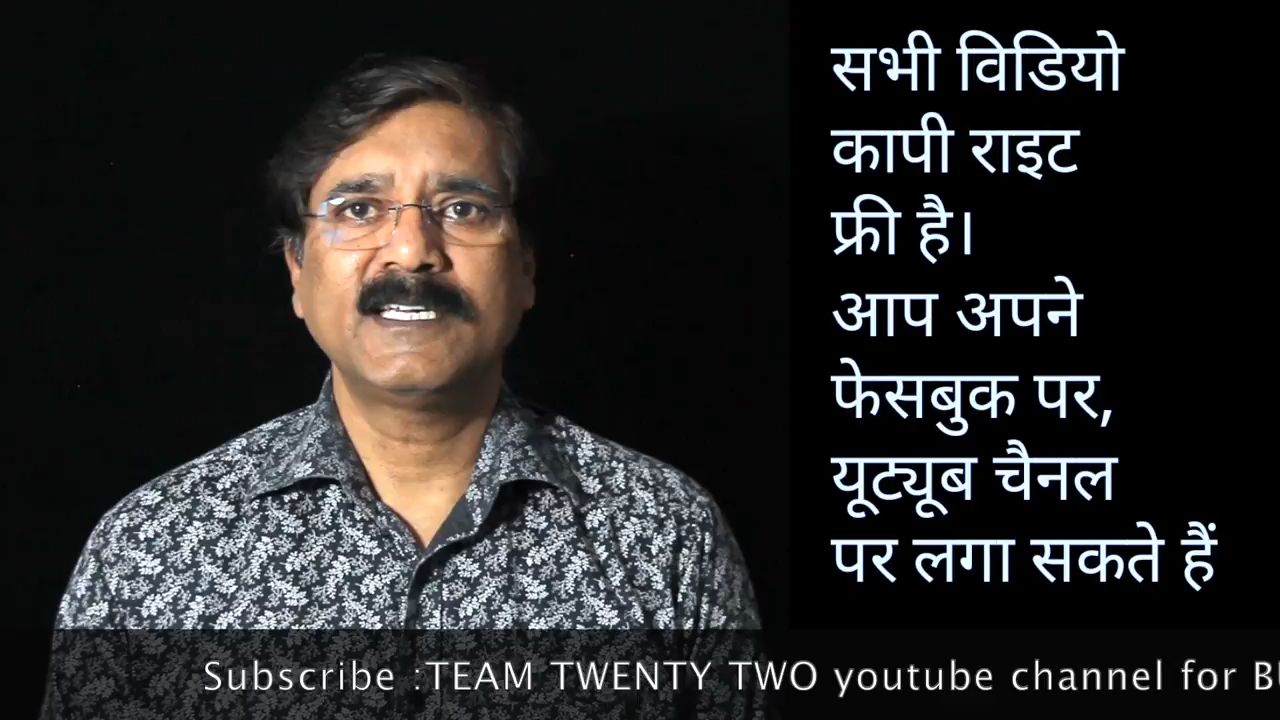 सभी विडियो
कापी राइट
फ्री है।
आप अपने
फेसबुक पर,
यूट्यूब चैनल
पर लगा सकते हैं
Subscribe :TEAM TWENTY TWO youtube channel for